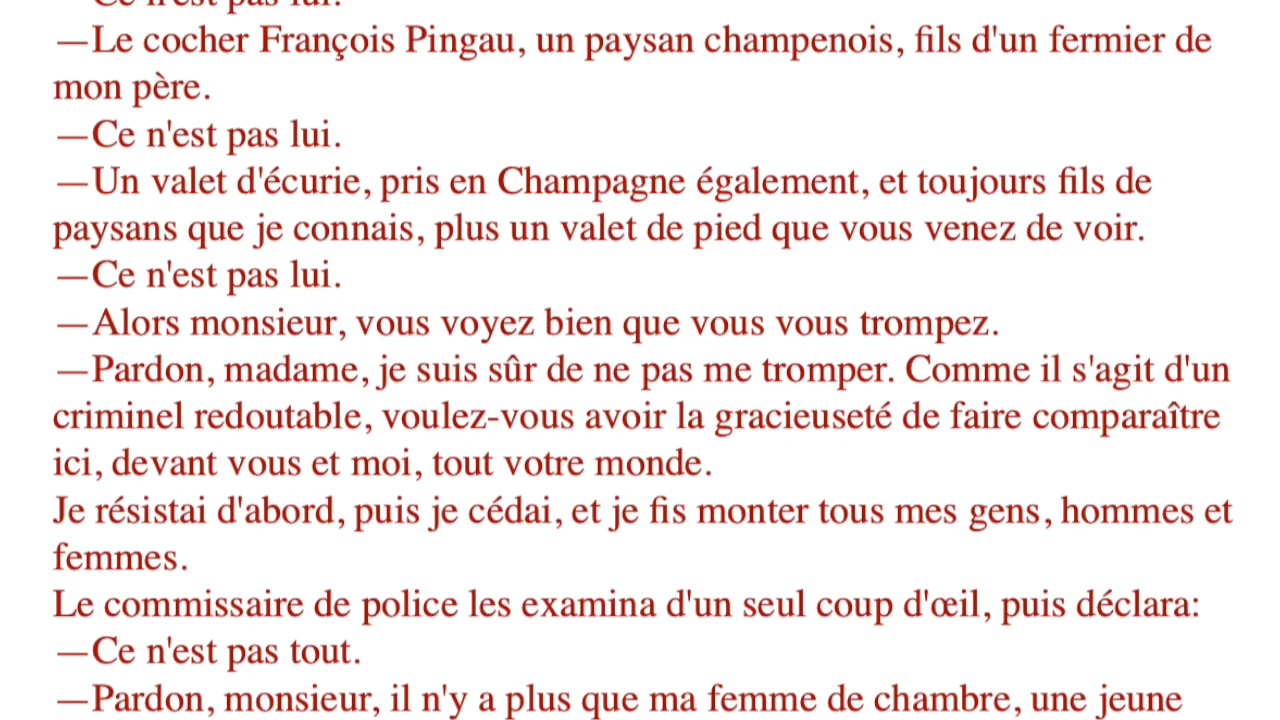 —Ce n'est pas lui.
—Le cocher François Pingau, un paysan champenois, fils d'un fermier de
mon père.
—Ce n'est pas lui.
—Un valet d'écurie, pris en Champagne également, et toujours fils de
paysans que je connais, plus un valet de pied que vous venez de voir.
—Ce n'est pas lui.
—Alors monsieur, vous voyez bien que vous vous trompez.
—Pardon, madame, je suis sûr de ne pas me tromper. Comme il s'agit d'un
criminel redoutable, voulez-vous avoir la gracieuseté de faire comparaître
ici, devant vous et moi, tout votre monde.
Je résistai d'abord, puis je cédai, et je fis monter tous mes gens, hommes et
femmes.
Le commissaire de police les examina d'un seul coup d'œil, puis déclara:
—Ce n'est pas tout.
—Pardon, monsieur, il n'y a plus que ma femme de chambre, une jeune